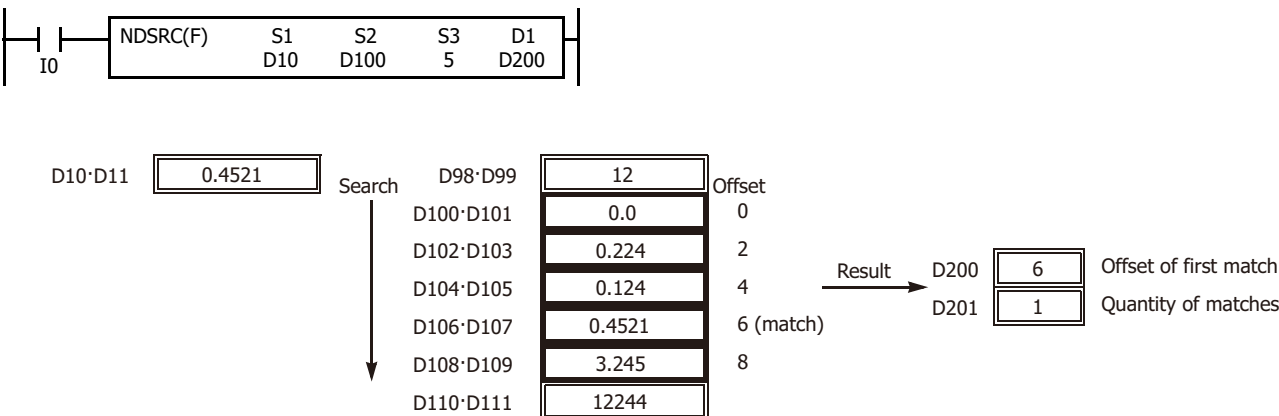 NDSRC(F) S1 S2 S3 D1
D10 D100 5 D200
I0
D10·D11 0.4521 Search D98·D99 12 Offset
D100·D101 0.0 0
D102·D103 0.224 2
D104·D105 0.124 4 Result D200 6 Offset of first match
D106·D107 0.4521 6 (match) D201 1 Quantity of matches
D108·D109 3.245 8
D110·D111 12244